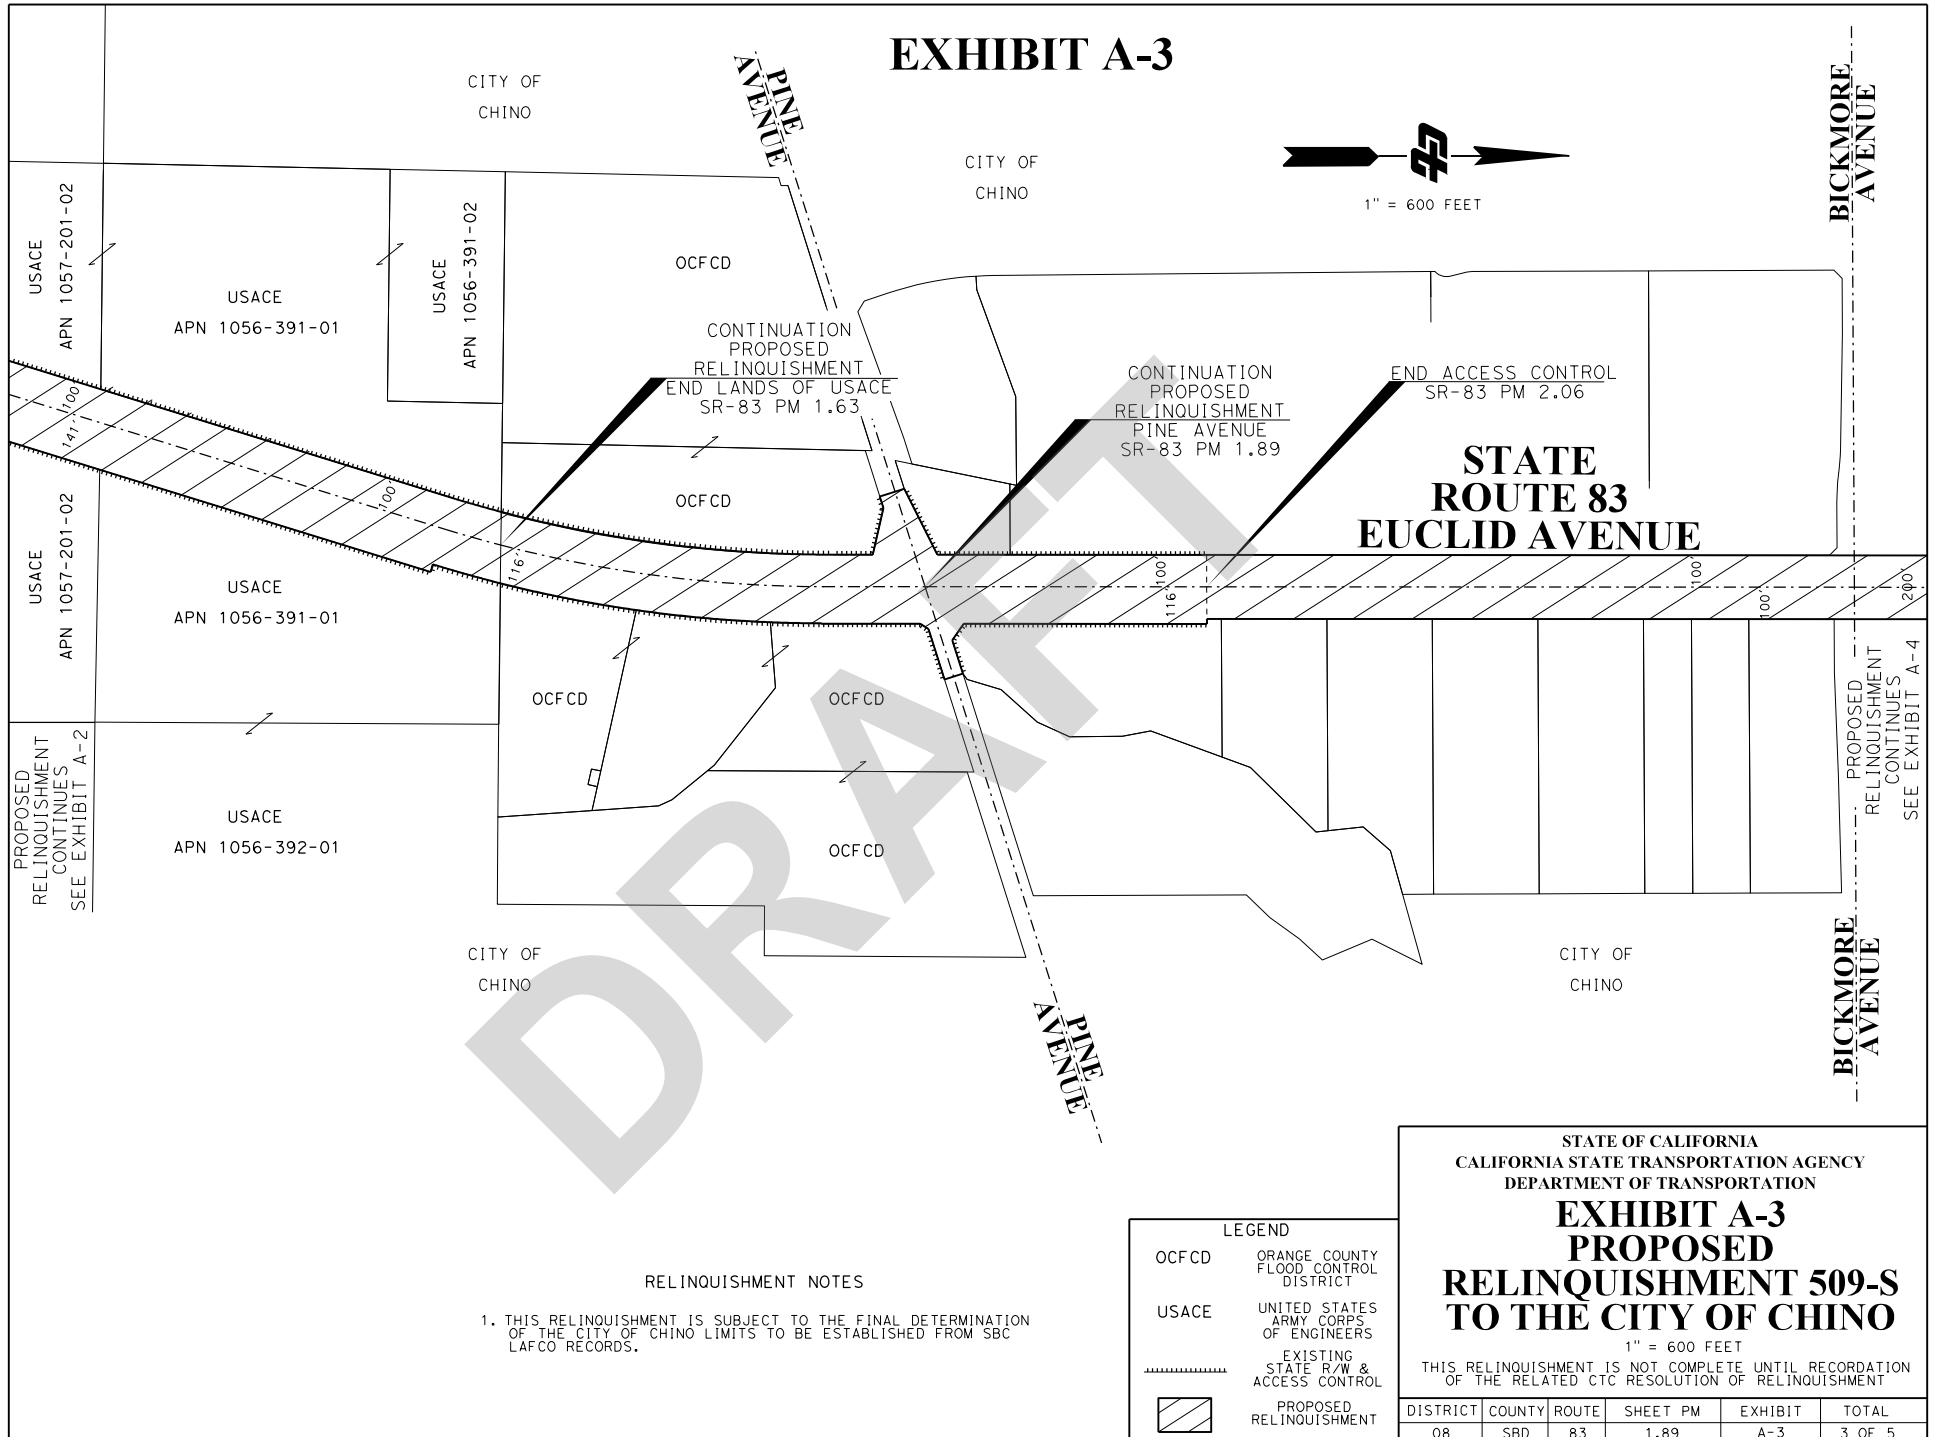 EXHIBIT A-3
CITY OF
CHINO
PINE
AVENUE
CITY OF
CHINO
1" = 600 FEET
BICKMORE
AVENUE
USACE
APN 1057-201-02
USACE
APN 1056-391-01
USACE
APN 1056-391-02
OCFCD
CONTINUATION
PROPOSED
RELINQUISHMENT
END LANDS OF USACE
SR-83 PM 1.63
CONTINUATION
PROPOSED
RELINQUISHMENT
PINE AVENUE
SR-83 PM 1.89
END ACCESS CONTROL
SR-83 PM 2.06
STATE
ROUTE 83
EUCLID AVENUE
OCFCD
100'
141'
100'
116'
100'
116'
100'
100'
200'
USACE
APN 1057-201-02
USACE
APN 1056-391-01
OCFCD
OCFCD
PROPOSED
RELINQUISHMENT
CONTINUES
SEE EXHIBIT A-2
USACE
APN 1056-392-01
OCFCD
PROPOSED
RELINQUISHMENT
CONTINUES
SEE EXHIBIT A-4
CITY OF
CHINO
CITY OF
CHINO
PINE
AVENUE
BICKMORE
AVENUE
DRAFT
RELINQUISHMENT NOTES
1. THIS RELINQUISHMENT IS SUBJECT TO THE FINAL DETERMINATION
OF THE CITY OF CHINO LIMITS TO BE ESTABLISHED FROM SBC
LAFCO RECORDS.
LEGEND
OCFCD ORANGE COUNTY
FLOOD CONTROL
DISTRICT
USACE UNITED STATES
ARMY CORPS
OF ENGINEERS
EXISTING
STATE R/W &
ACCESS CONTROL
PROPOSED
RELINQUISHMENT
STATE OF CALIFORNIA
CALIFORNIA STATE TRANSPORTATION AGENCY
DEPARTMENT OF TRANSPORTATION
EXHIBIT A-3
PROPOSED
RELINQUISHMENT 509-S
TO THE CITY OF CHINO
1" = 600 FEET
THIS RELINQUISHMENT IS NOT COMPLETE UNTIL RECORDATION
OF THE RELATED CTC RESOLUTION OF RELINQUISHMENT
DISTRICT COUNTY ROUTE SHEET PM EXHIBIT TOTAL
08 SBD 83 1.89 A-3 3 OF 5